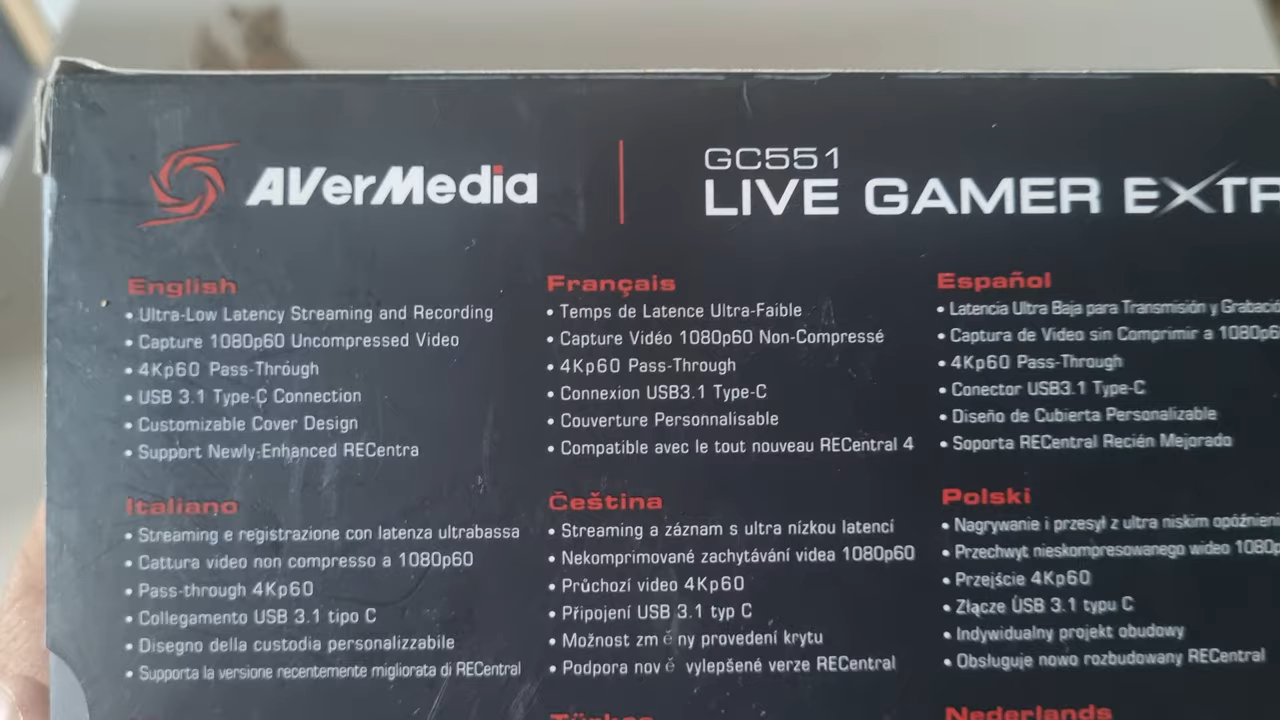 AVerMedia
GC551
LIVE GAMER EXTR
English
• Ultra-Low Latency Streaming and Recording
• Capture 1080p60 Uncompressed Video
• 4Kp60 Pass-Through
• USB 3.1 Type-C Connection
• Customizable Cover Design
• Support Newly-Enhanced RECentra
Français
• Temps de Latence Ultra-Faible
• Capture Vidéo 1080p60 Non-Compressé
• 4Kp60 Pass-Through
• Connexion USB3.1 Type-C
• Couverture Personnalisable
• Compatible avec le tout nouveau RECentral 4
Español
• Latencia Ultra Baja para Transmisión y Grabació
• Captura de Video sin Comprimir a 1080p6
• 4Kp60 Pass-Through
• Conector USB3.1 Type-C
• Diseño de Cubierta Personalizable
• Soporta RECentral Recién Mejorado
Italiano
• Streaming e registrazione con latenza ultrabassa
• Cattura video non compresso a 1080p60
• Pass-through 4Kp60
• Collegamento USB 3.1 tipo C
• Disegno della custodia personalizzabile
• Supporta la versione recentemente migliorata di RECentral
Čeština
• Streaming a záznam s ultra nízkou latencí
• Nekomprimované zachytávání videa 1080p60
• Průchozí video 4Kp60
• Připojení USB 3.1 typ C
• Možnost zm ě ny provedení krytu
• Podpora nov ě vylepšené verze RECentral
Polski
• Nagrywanie i przesył z ultra niskim opóźnieni
• Przechwyt nieskompresowanego wideo 1080p
• Przejście 4Kp60
• Złącze USB 3.1 typu C
• Indywidualny projekt obudowy
• Obsługuje nowo rozbudowany RECentral
Türkçe
Nederlands